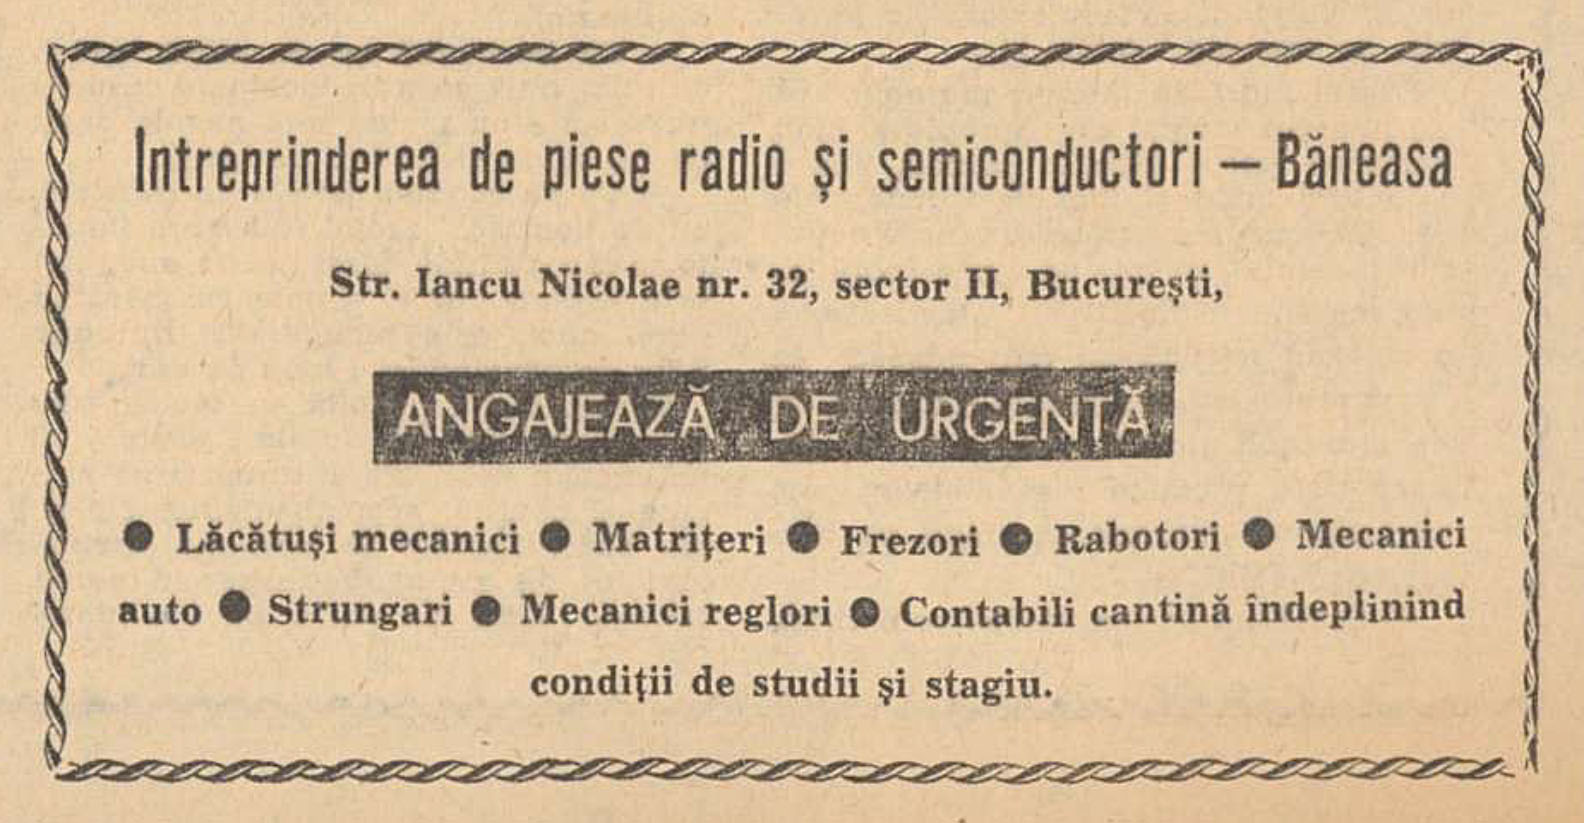 Intreprinderea de piese radio și semiconductori — Băneasa
Str. Iancu Nicolae nr. 32, sector II, București,
ANGAJEAZĂ DE URGENȚĂ
● Lăcătuși mecanici ● Matrițeri ● Frezori ● Rabotori ● Mecanici
auto ● Strungari ● Mecanici reglori ● Contabili cantină îndeplinind
condiții de studii și stagiu.